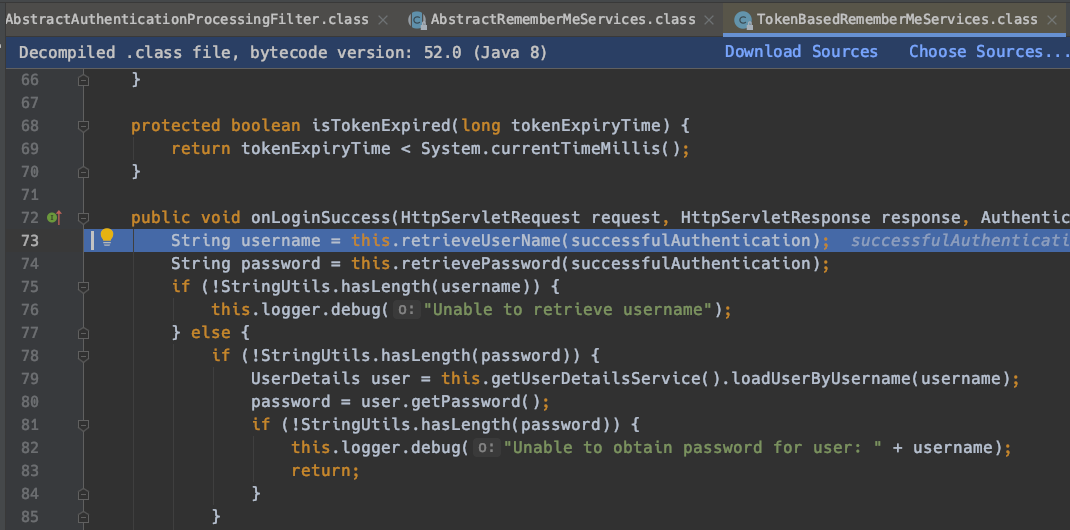 AbstractAuthenticationProcessingFilter.class AbstractRememberMeServices.class TokenBasedRememberMeServices.class
Decompiled .class file, bytecode version: 52.0 (Java 8) Download Sources Choose Sources...
66 }
67
68 protected boolean isTokenExpired(long tokenExpiryTime) {
69 return tokenExpiryTime < System.currentTimeMillis();
70 }
71
72 public void onLoginSuccess(HttpServletRequest request, HttpServletResponse response, Authentic
73 String username = this.retrieveUserName(successfulAuthentication); successfulAuthenticati
74 String password = this.retrievePassword(successfulAuthentication);
75 if (!StringUtils.hasLength(username)) {
76 this.logger.debug( o: "Unable to retrieve username");
77 } else {
78 if (!StringUtils.hasLength(password)) {
79 UserDetails user = this.getUserDetailsService().loadUserByUsername(username);
80 password = user.getPassword();
81 if (!StringUtils.hasLength(password)) {
82 this.logger.debug( o: "Unable to obtain password for user: " + username);
83 return;
84 }
85 }